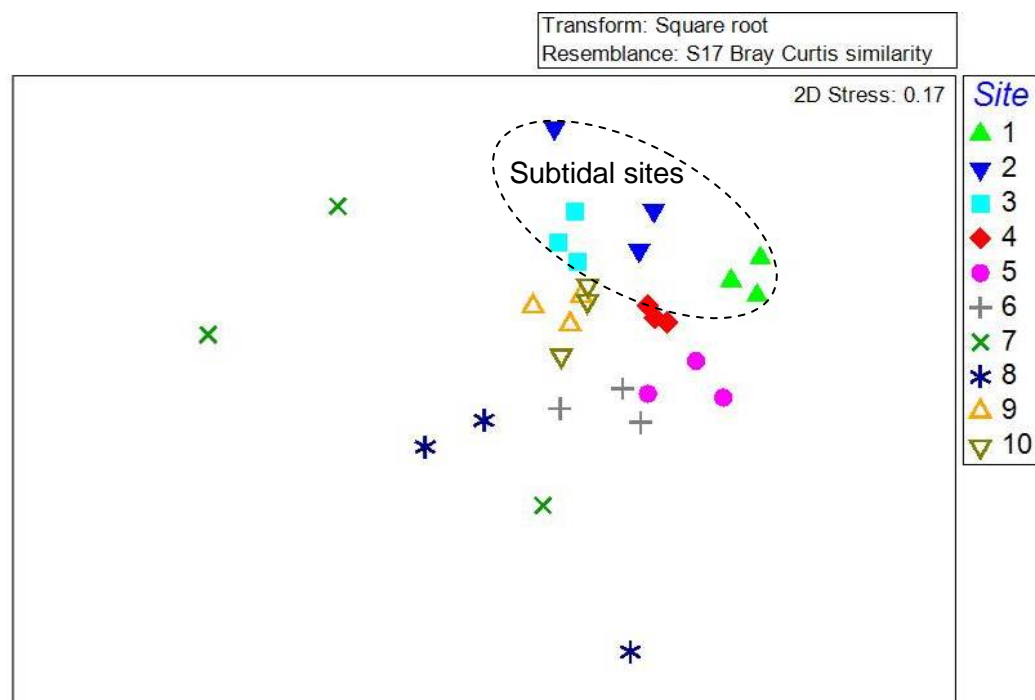 Transform: Square root
Resemblance: S17 Bray Curtis similarity
2D Stress: 0.17
Subtidal sites
Site
1
2
3
4
5
6
7
8
9
10